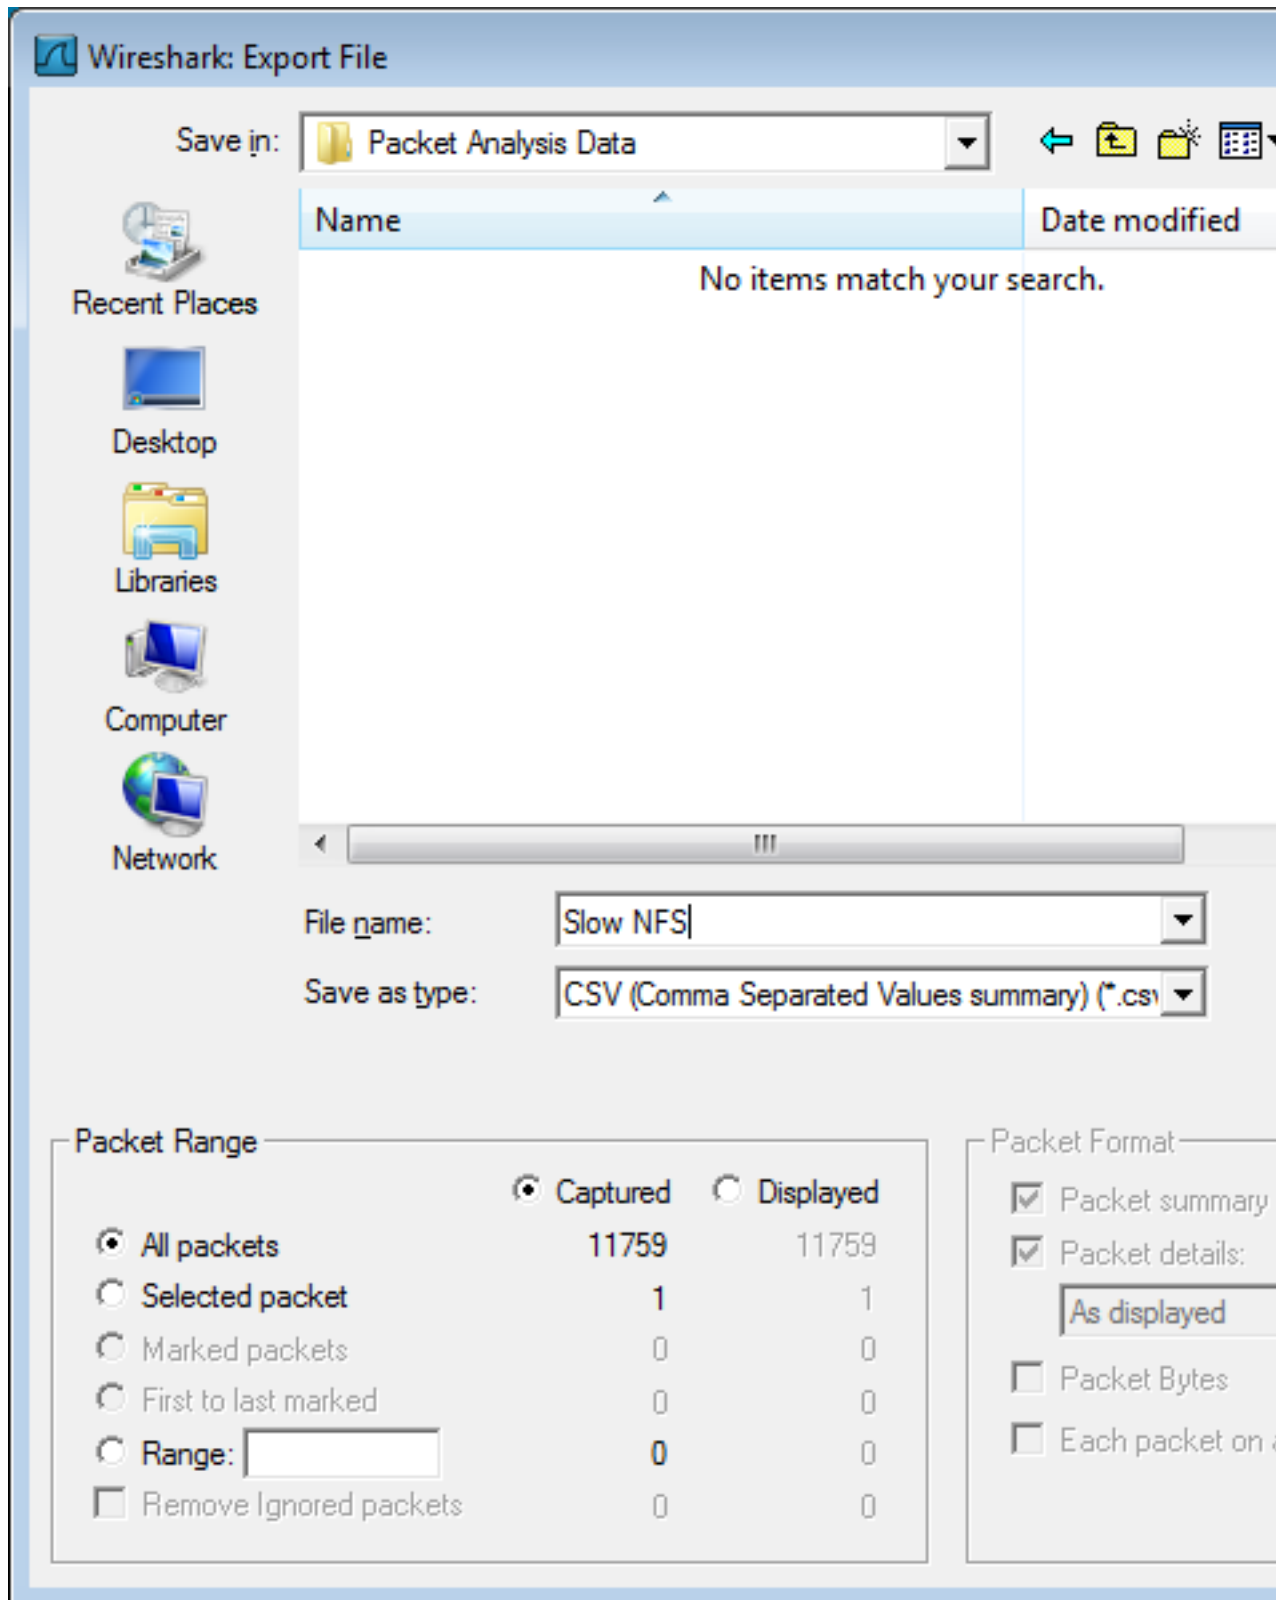 Wireshark: Export File
Save in: Packet Analysis Data
Name Date modified
No items match your search.
Recent Places
Desktop
Libraries
Computer
Network
File name: Slow NFS
Save as type: CSV (Comma Separated Values summary) (*.csv
Packet Range
Captured Displayed
All packets 11759 11759
Selected packet 1 1
Marked packets 0 0
First to last marked 0 0
Range: 0 0
Remove Ignored packets 0 0
Packet Format
Packet summary
Packet details:
As displayed
Packet Bytes
Each packet on a